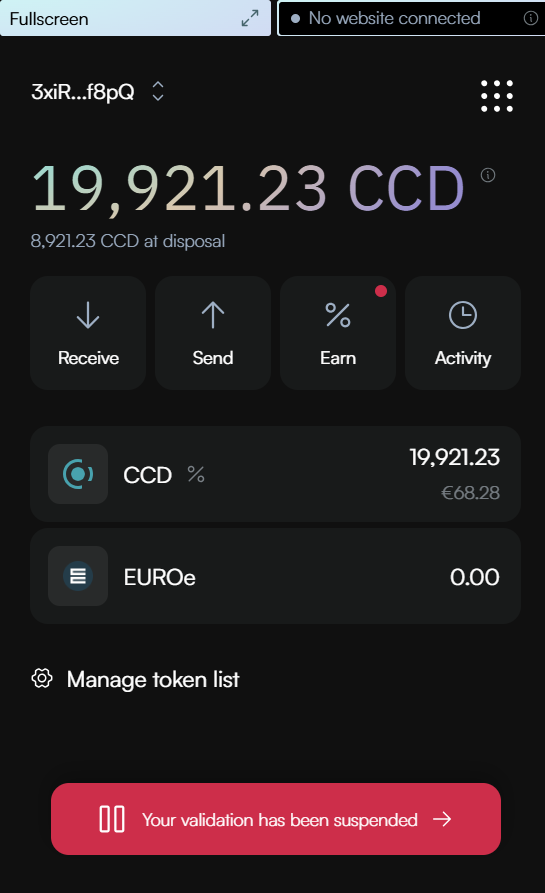 Fullscreen
No website connected
3xiR...f8pQ
19,921.23 CCD
8,921.23 CCD at disposal
Receive
Send
Earn
Activity
CCD %
19,921.23
€68.28
EUROe
0.00
Manage token list
Your validation has been suspended